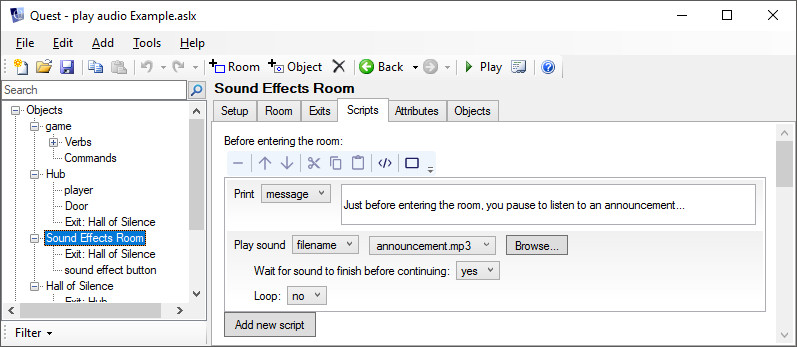 Quest - play audio Example.aslx
File Edit Add Tools Help
Room Object Back Play
Search
Objects
game
Verbs
Commands
Hub
player
Door
Exit: Hall of Silence
Sound Effects Room
Exit: Hall of Silence
sound effect button
Hall of Silence
Exit: Hub
Filter
Sound Effects Room
Setup Room Exits Scripts Attributes Objects
Before entering the room:
Print message Just before entering the room, you pause to listen to an announcement...
Play sound filename announcement.mp3 Browse...
Wait for sound to finish before continuing: yes
Loop: no
Add new script